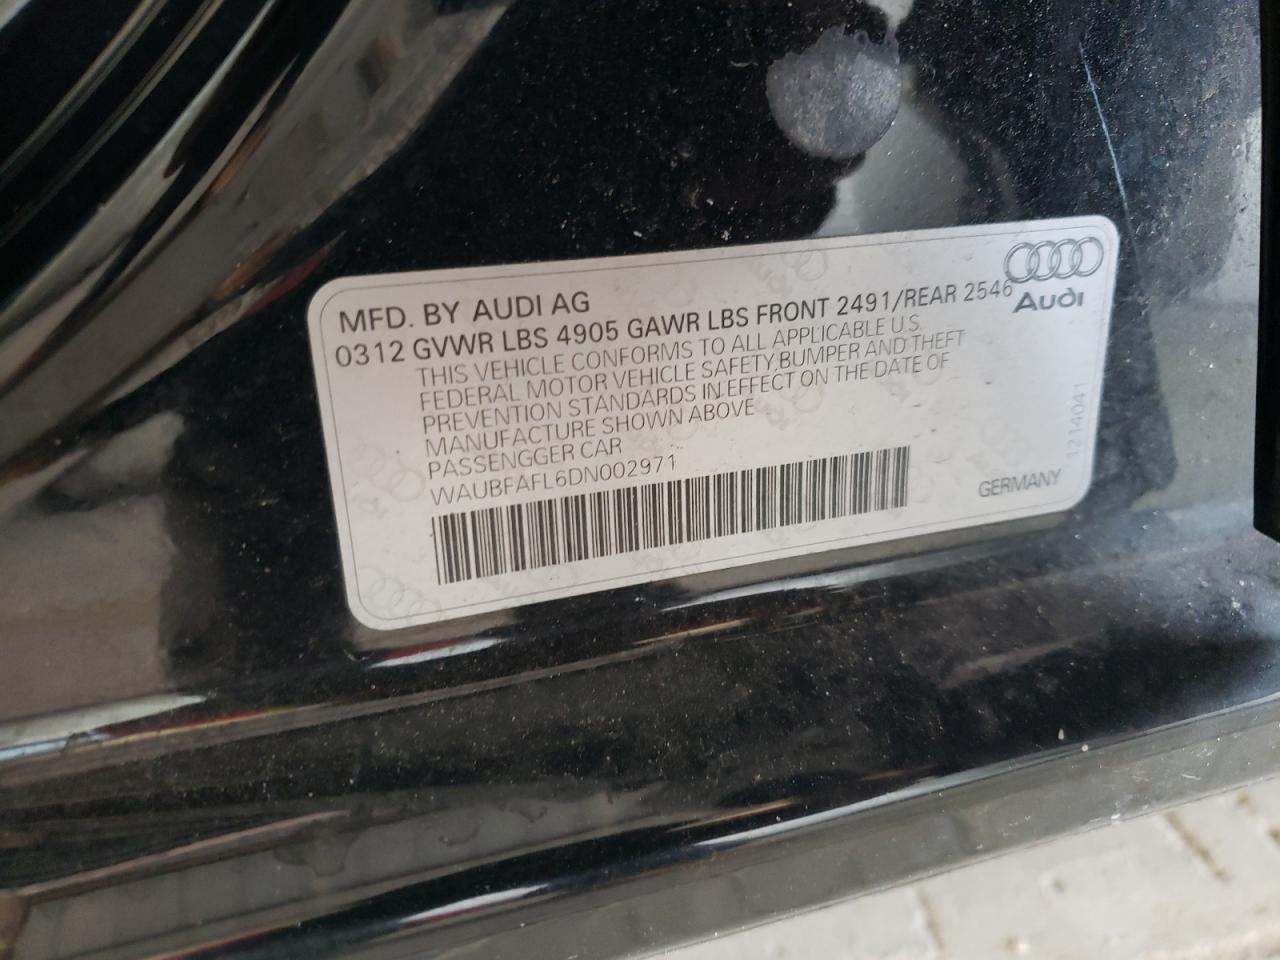 MFD. BY AUDI AG
0312 GVWR LBS 4905 GAWR LBS FRONT 2491/REAR 2546
THIS VEHICLE CONFORMS TO ALL APPLICABLE U.S.
FEDERAL MOTOR VEHICLE SAFETY,BUMPER AND THEFT
PREVENTION STANDARDS IN EFFECT ON THE DATE OF
MANUFACTURE SHOWN ABOVE
PASSENGGER CAR
WAUBFAFL6DN002971
Audi
GERMANY
1214041